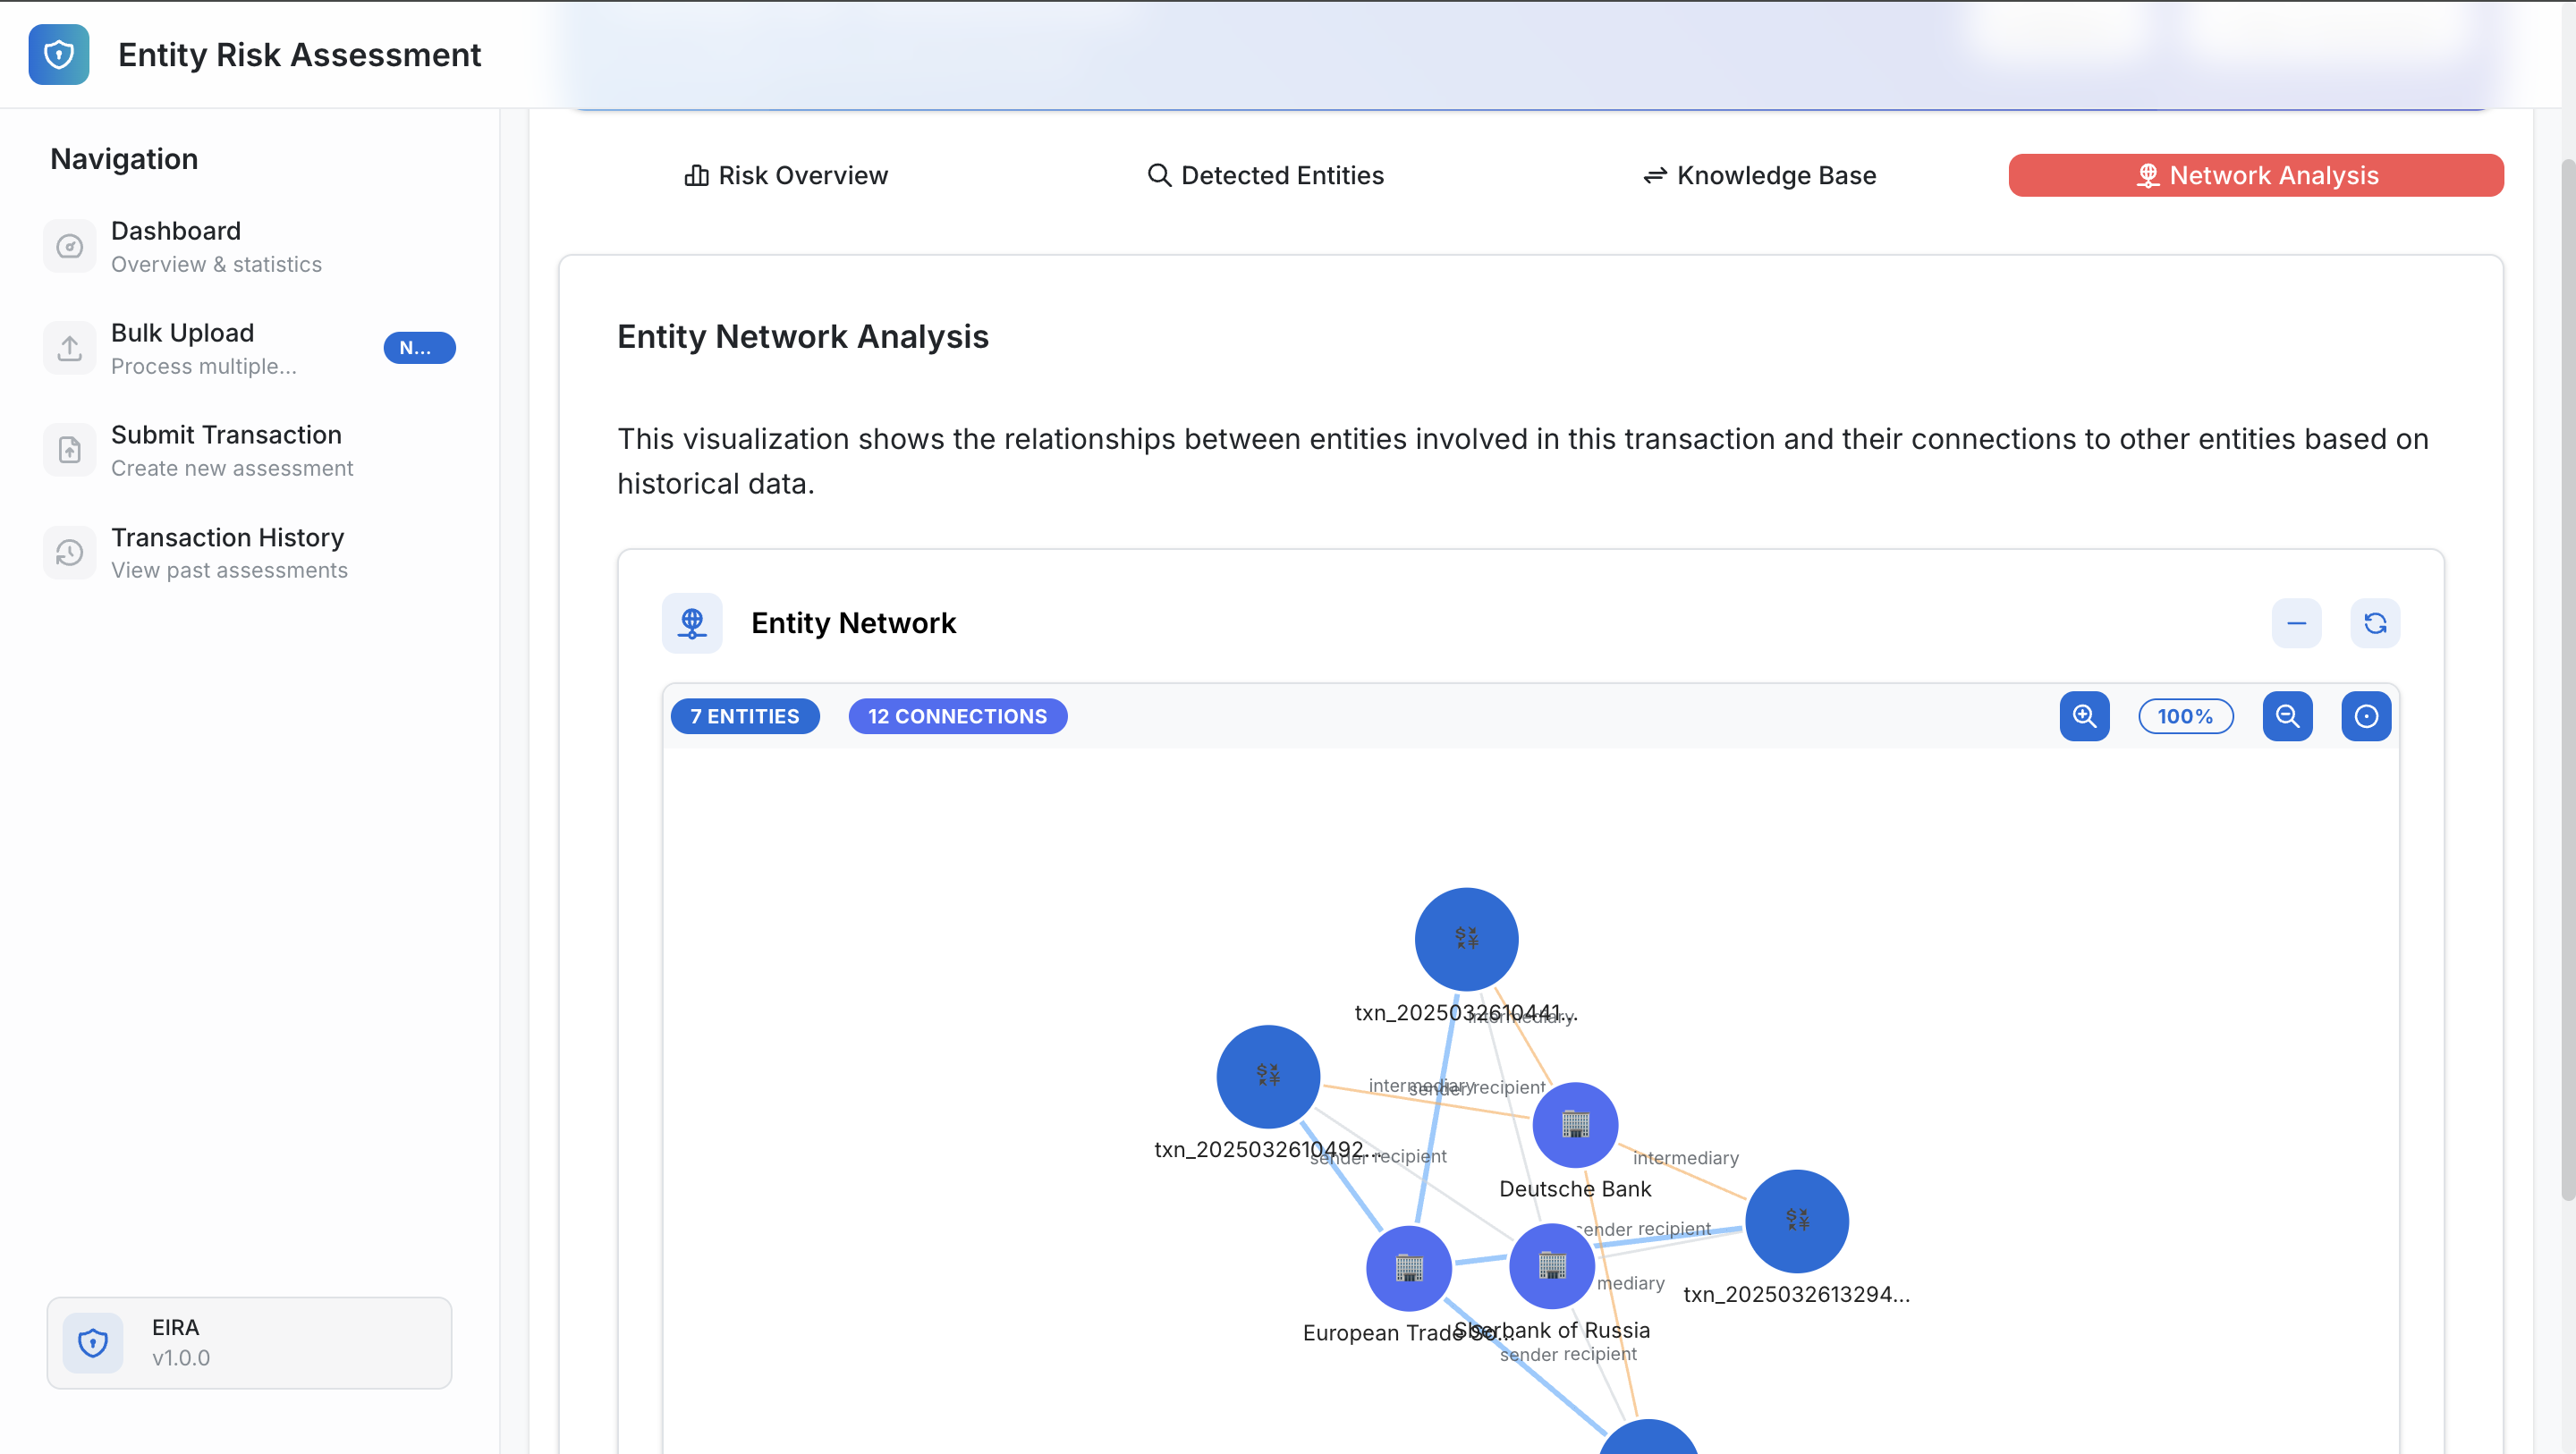 Entity Risk Assessment
Navigation
Dashboard
Overview & statistics
Bulk Upload
Process multiple...
N...
Submit Transaction
Create new assessment
Transaction History
View past assessments
EIRA
v1.0.0
Risk Overview
Detected Entities
Knowledge Base
Network Analysis
Entity Network Analysis
This visualization shows the relationships between entities involved in this transaction and their connections to other entities based on
historical data.
Entity Network
7 ENTITIES
12 CONNECTIONS
100%
txn_2025032610441...
intermediary
intermediary
sender
recipient
txn_2025032610492...
sender
recipient
intermediary
Deutsche Bank
sender
recipient
mediary
txn_2025032613294...
European Trade So...
Sberbank of Russia
sender
recipient